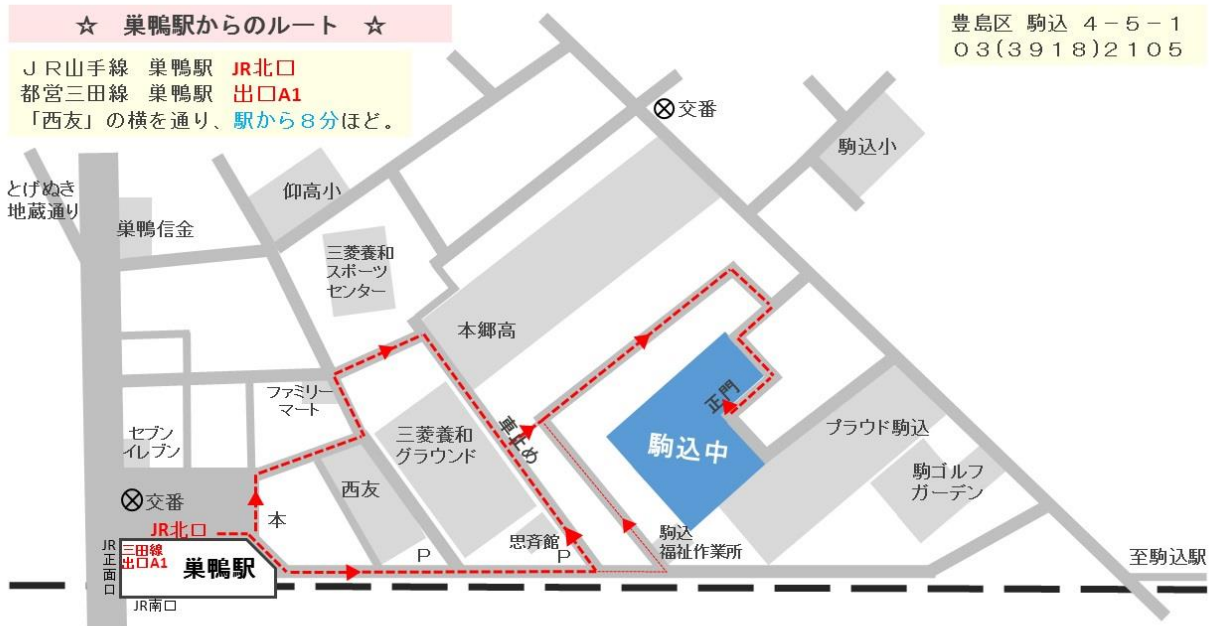 ☆ 巣鴨駅からのルート ☆
豊島区 駒込 4-5-1
03(3918)2105
JR山手線 巣鴨駅 JR北口
都営三田線 巣鴨駅 出口A1
「西友」の横を通り、駅から8分ほど。
交番
駒込小
とげぬき
地蔵通り
巣鴨信金
仰高小
三菱養和
スポーツ
センター
本郷高
ファミリー
マート
セブン
イレブン
三菱養和
グラウンド
車止め
正門
駒込中
プラウド駒込
駒ゴルフ
ガーデン
交番
西友
本
JR北口
思斉館
P
P
駒込
福祉作業所
JR正面口
三田線
出口A1
巣鴨駅
JR南口
至駒込駅